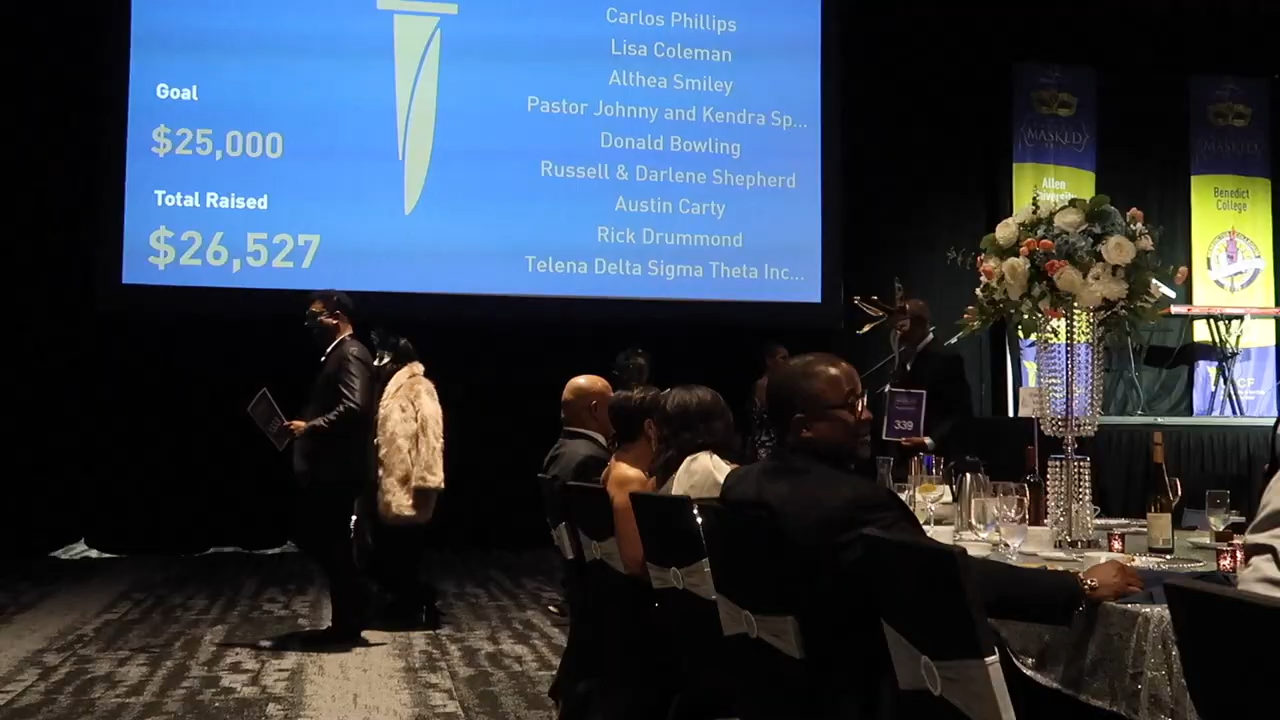 Goal
$25,000
Total Raised
$26,527
Carlos Phillips
Lisa Coleman
Althea Smiley
Pastor Johnny and Kendra Sp...
Donald Bowling
Russell & Darlene Shepherd
Austin Carty
Rick Drummond
Telena Delta Sigma Theta Inc...
MASKED
Allen
University
MASKED
Benedict
College
339